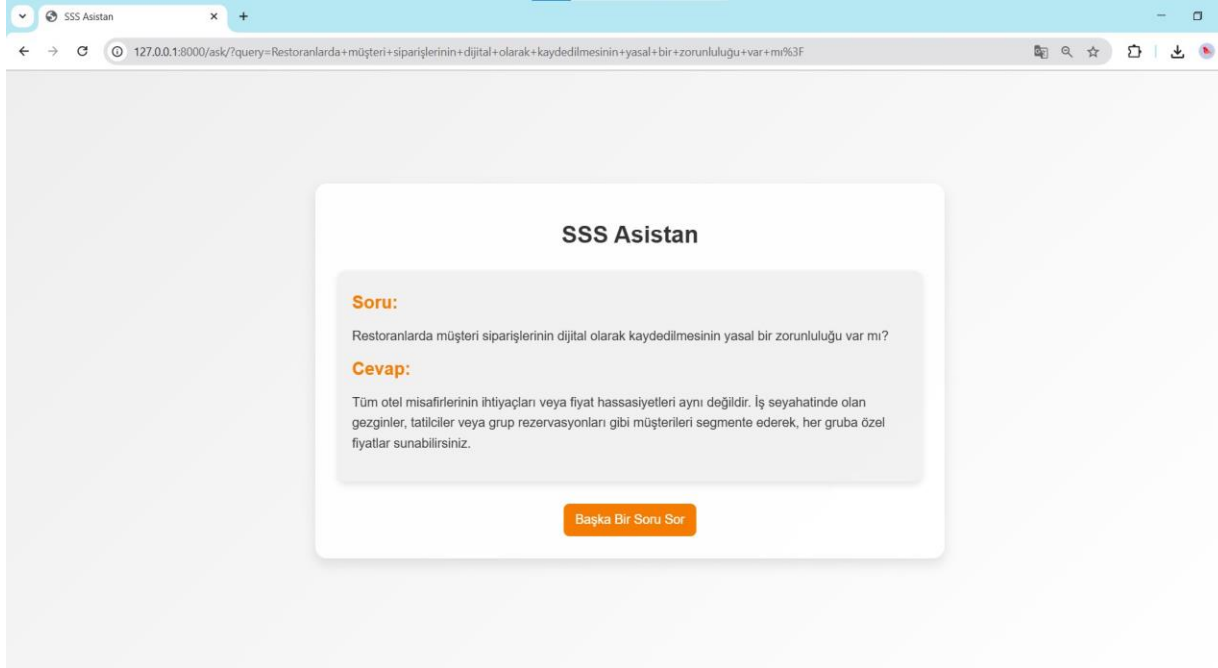 SSS Asistan
127.0.0.1:8000/ask/?query=Restoranlarda+müşteri+siparişlerinin+dijital+olarak+kaydedilmesinin+yasal+bir+zorunluluğu+var+mı%3F
SSS Asistan
Soru:
Restoranlarda müşteri siparişlerinin dijital olarak kaydedilmesinin yasal bir zorunluluğu var mı?
Cevap:
Tüm otel misafirlerinin ihtiyaçları veya fiyat hassasiyetleri aynı değildir. İş seyahatinde olan
gezginler, tatilciler veya grup rezervasyonları gibi müşterileri segmente ederek, her gruba özel
fiyatlar sunabilirsiniz.
Başka Bir Soru Sor